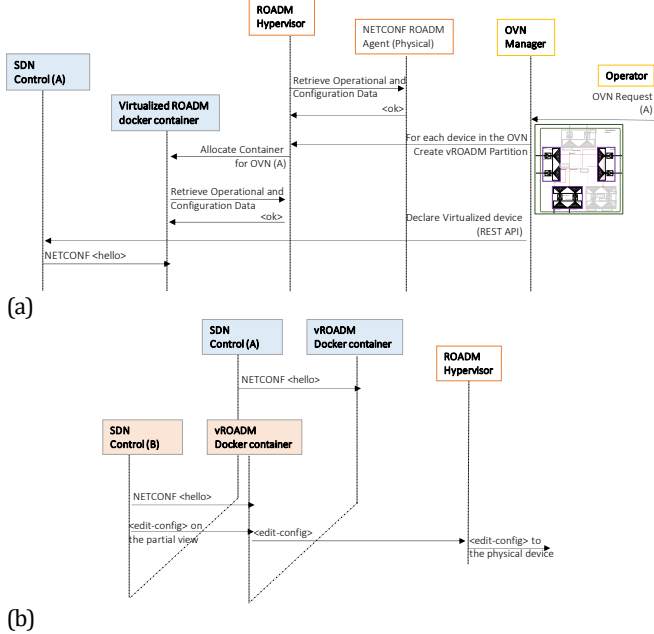 ROADM
Hypervisor
NETCONF ROADM
Agent (Physical)
OVN
Manager
SDN
Control (A)
Operator
Virtualized ROADM
docker container
Retrieve Operational and
Configuration Data
OVN Request
(A)
<ok>
For each device in the OVN
Create vROADM Partition
Allocate Container
for OVN (A)
Retrieve Operational and
Configuration Data
<ok>
Declare Virtualized device
(REST API)
NETCONF <hello>
(a)
SDN
Control (A)
vROADM
Docker container
ROADM
Hypervisor
NETCONF <hello>
SDN
Control (B)
vROADM
Docker container
NETCONF <hello>
<edit-config> on
the partial view
<edit-config>
<edit-config> to
the physical device
(b)